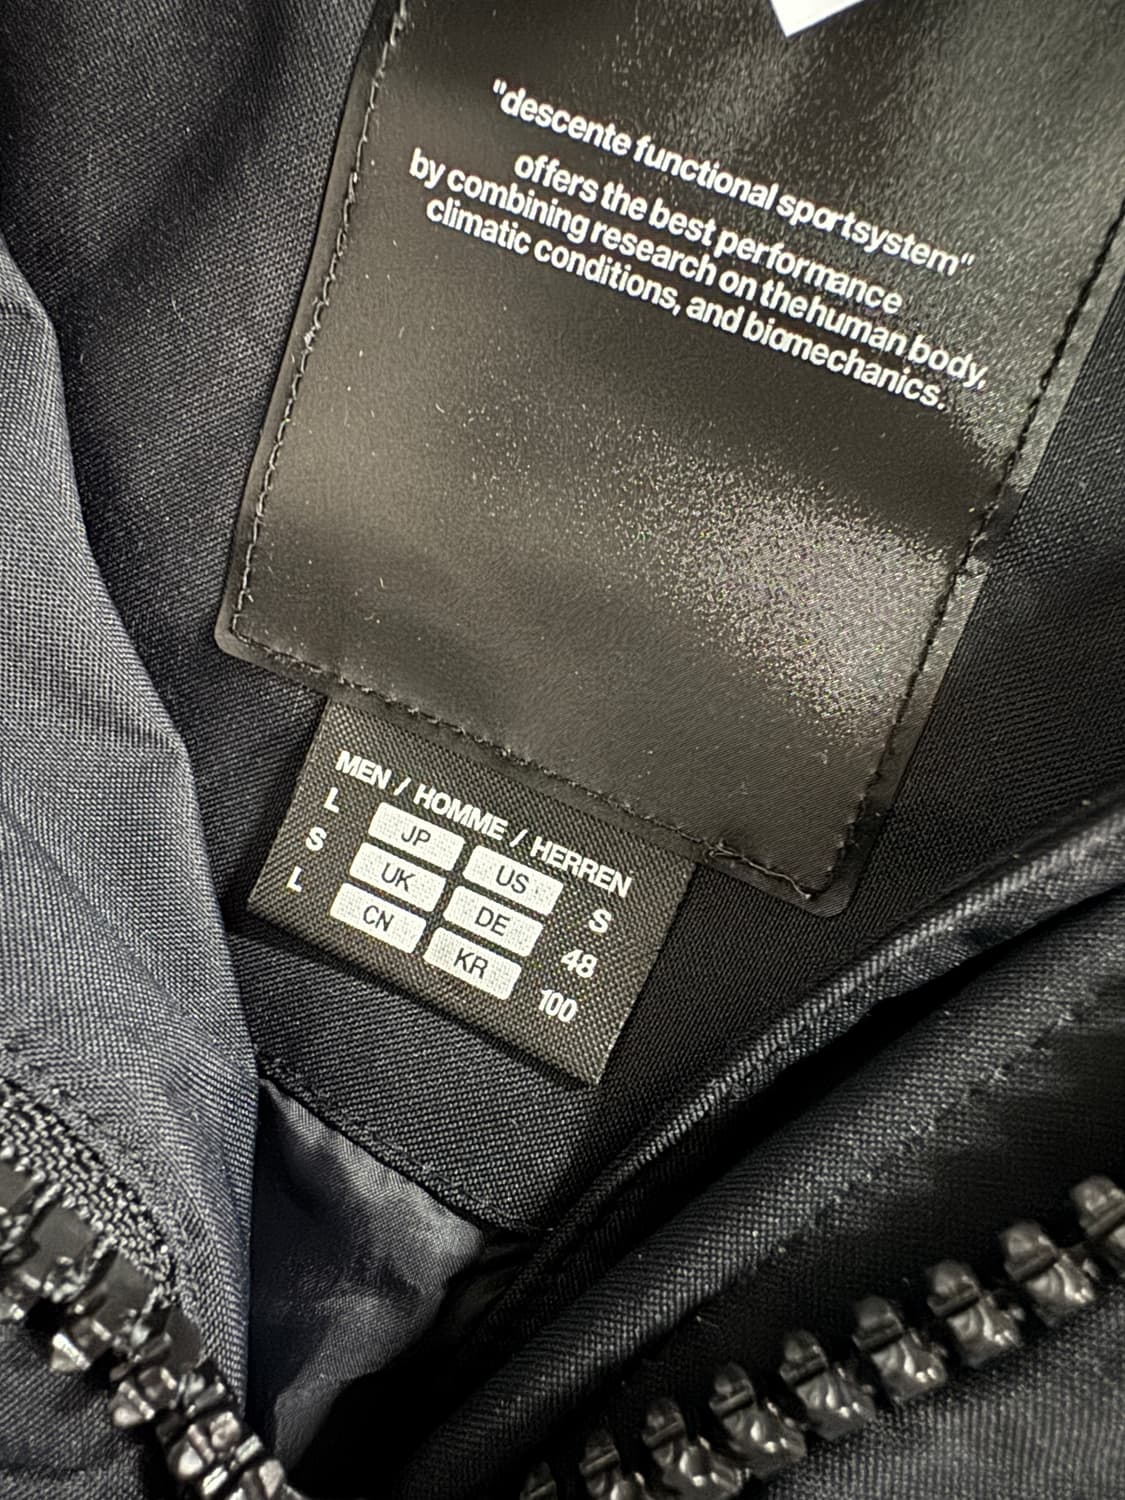 "descente functional sportsystem"
offers the best performance
by combining research on the human body,
climatic conditions, and biomechanics.
MEN / HOMME / HERREN
L JP US S
S UK DE 48
L CN KR 100